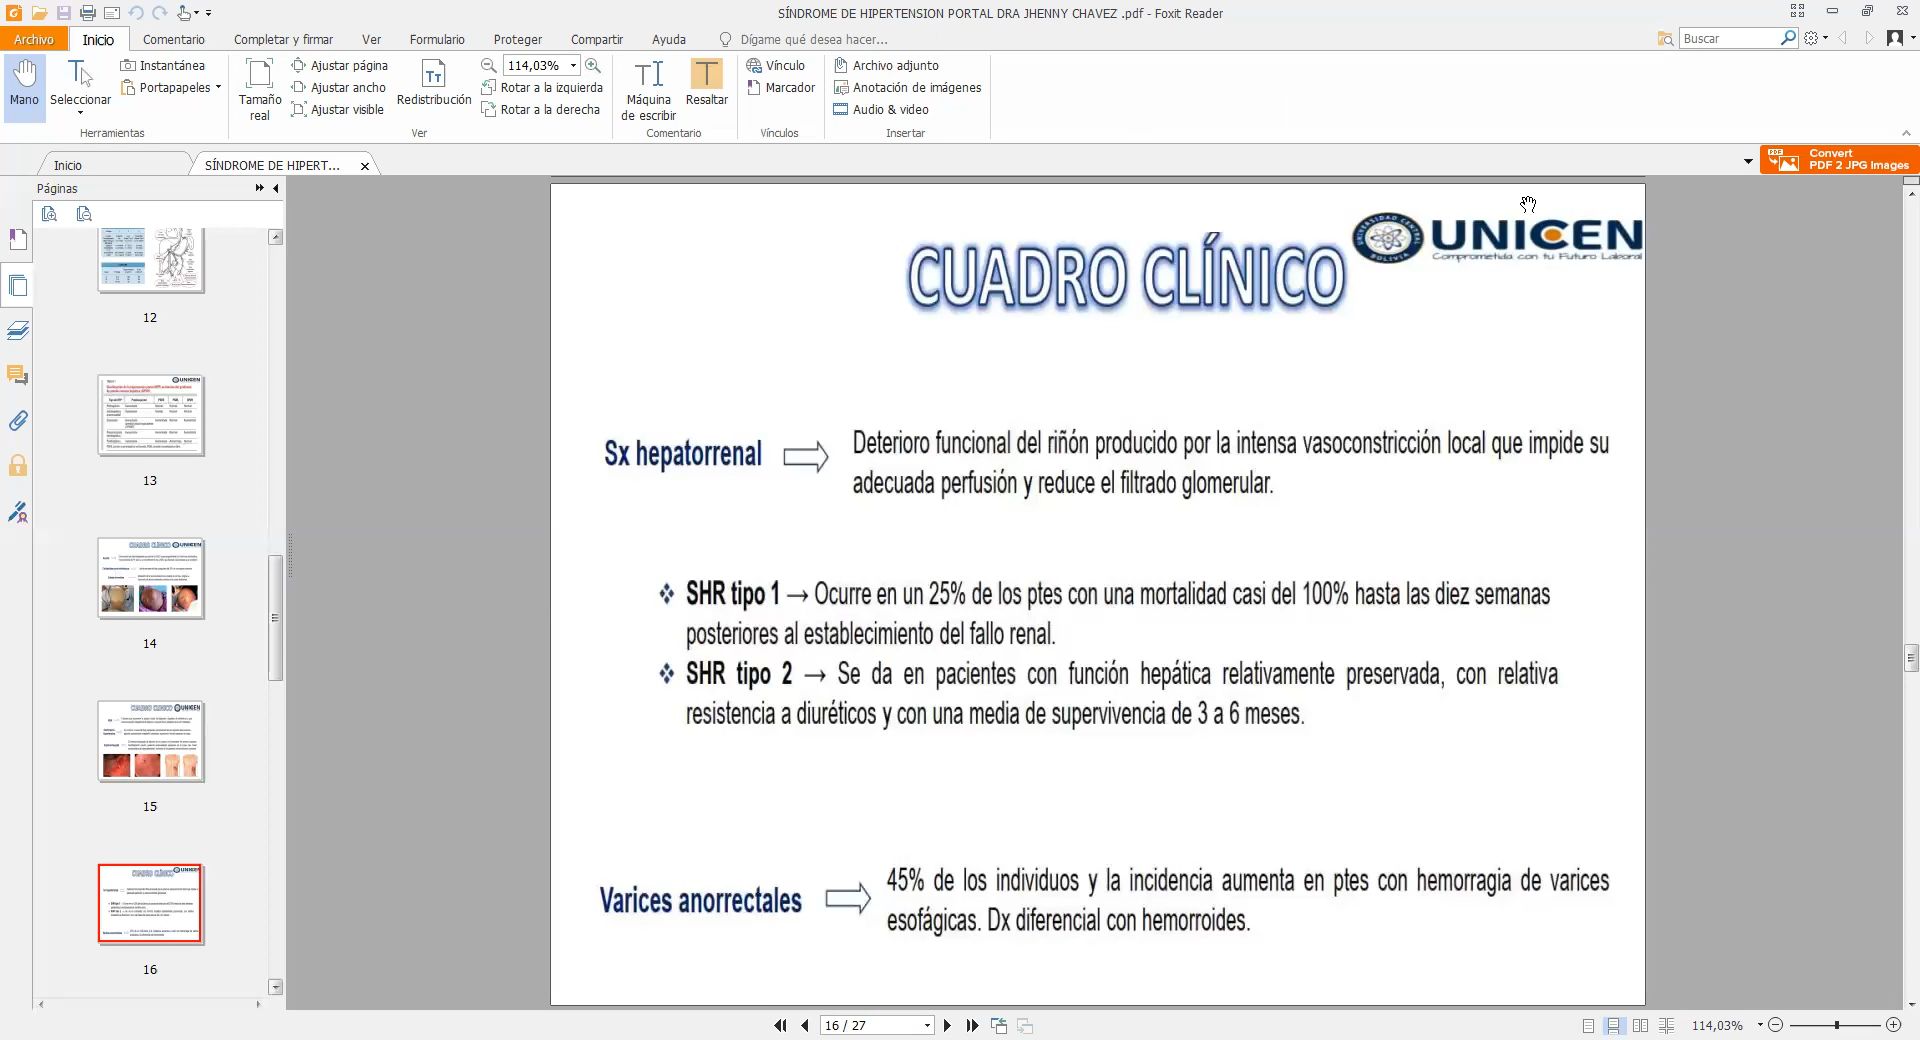 SÍNDROME DE HIPERTENSION PORTAL DRA JHENNY CHAVEZ .pdf - Foxit Reader
Archivo
Inicio
Comentario
Completar y firmar
Ver
Formulario
Proteger
Compartir
Ayuda
Dígame qué desea hacer...
Buscar
Mano
Seleccionar
Instantánea
Portapapeles
Herramientas
Tamaño
real
Ajustar página
Ajustar ancho
Ajustar visible
Redistribución
114,03%
Rotar a la izquierda
Rotar a la derecha
Ver
Máquina
de escribir
Resaltar
Comentario
Vínculo
Marcador
Vínculos
Archivo adjunto
Anotación de imágenes
Audio & video
Insertar
Inicio
SÍNDROME DE HIPERT...
PDF
Convert
PDF 2 JPG Images
Páginas
12
13
14
15
16
UNIVERSIDAD CENTRAL
BOLIVIA
UNICEN
Comprometida con tu Futuro Laboral
CUADRO CLÍNICO
Sx hepatorrenal
Deterioro funcional del riñón producido por la intensa vasoconstricción local que impide su
adecuada perfusión y reduce el filtrado glomerular.
❖ SHR tipo 1 → Ocurre en un 25% de los ptes con una mortalidad casi del 100% hasta las diez semanas
posteriores al establecimiento del fallo renal.
❖ SHR tipo 2 → Se da en pacientes con función hepática relativamente preservada, con relativa
resistencia a diuréticos y con una media de supervivencia de 3 a 6 meses.
Varices anorrectales
45% de los individuos y la incidencia aumenta en ptes con hemorragia de varices
esofágicas. Dx diferencial con hemorroides.
16 / 27
114,03%